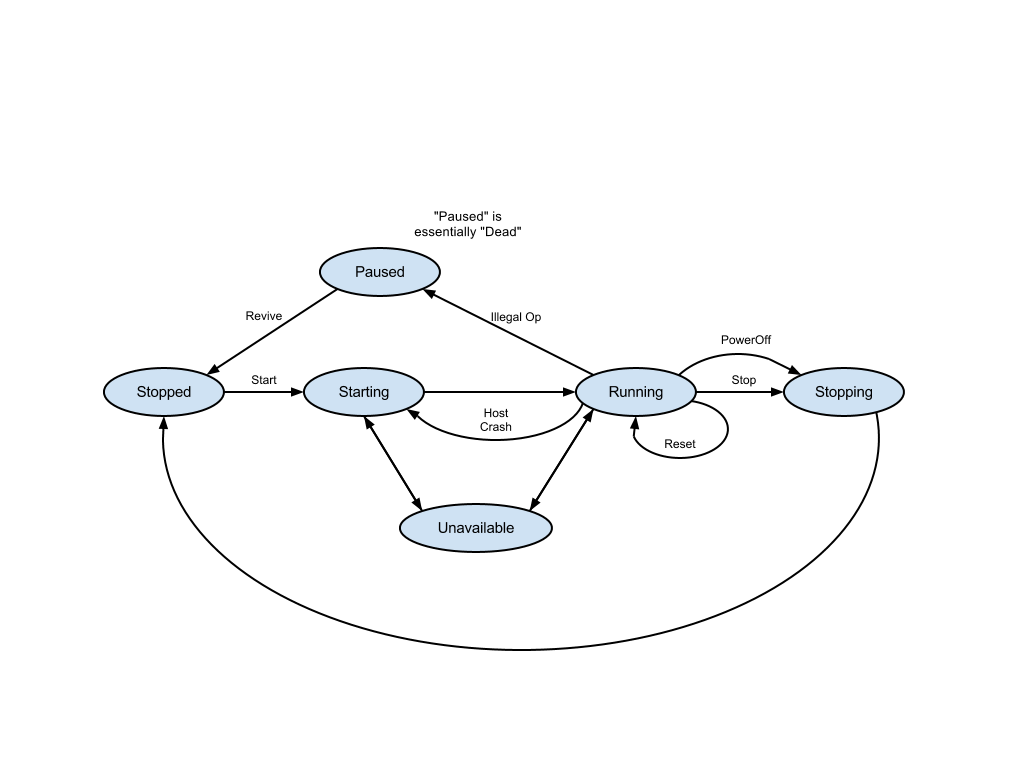 "Paused" is
essentially "Dead"
Paused
Revive
Illegal Op
PowerOff
Stopped
Start
Starting
Running
Stop
Stopping
Host
Crash
Reset
Unavailable